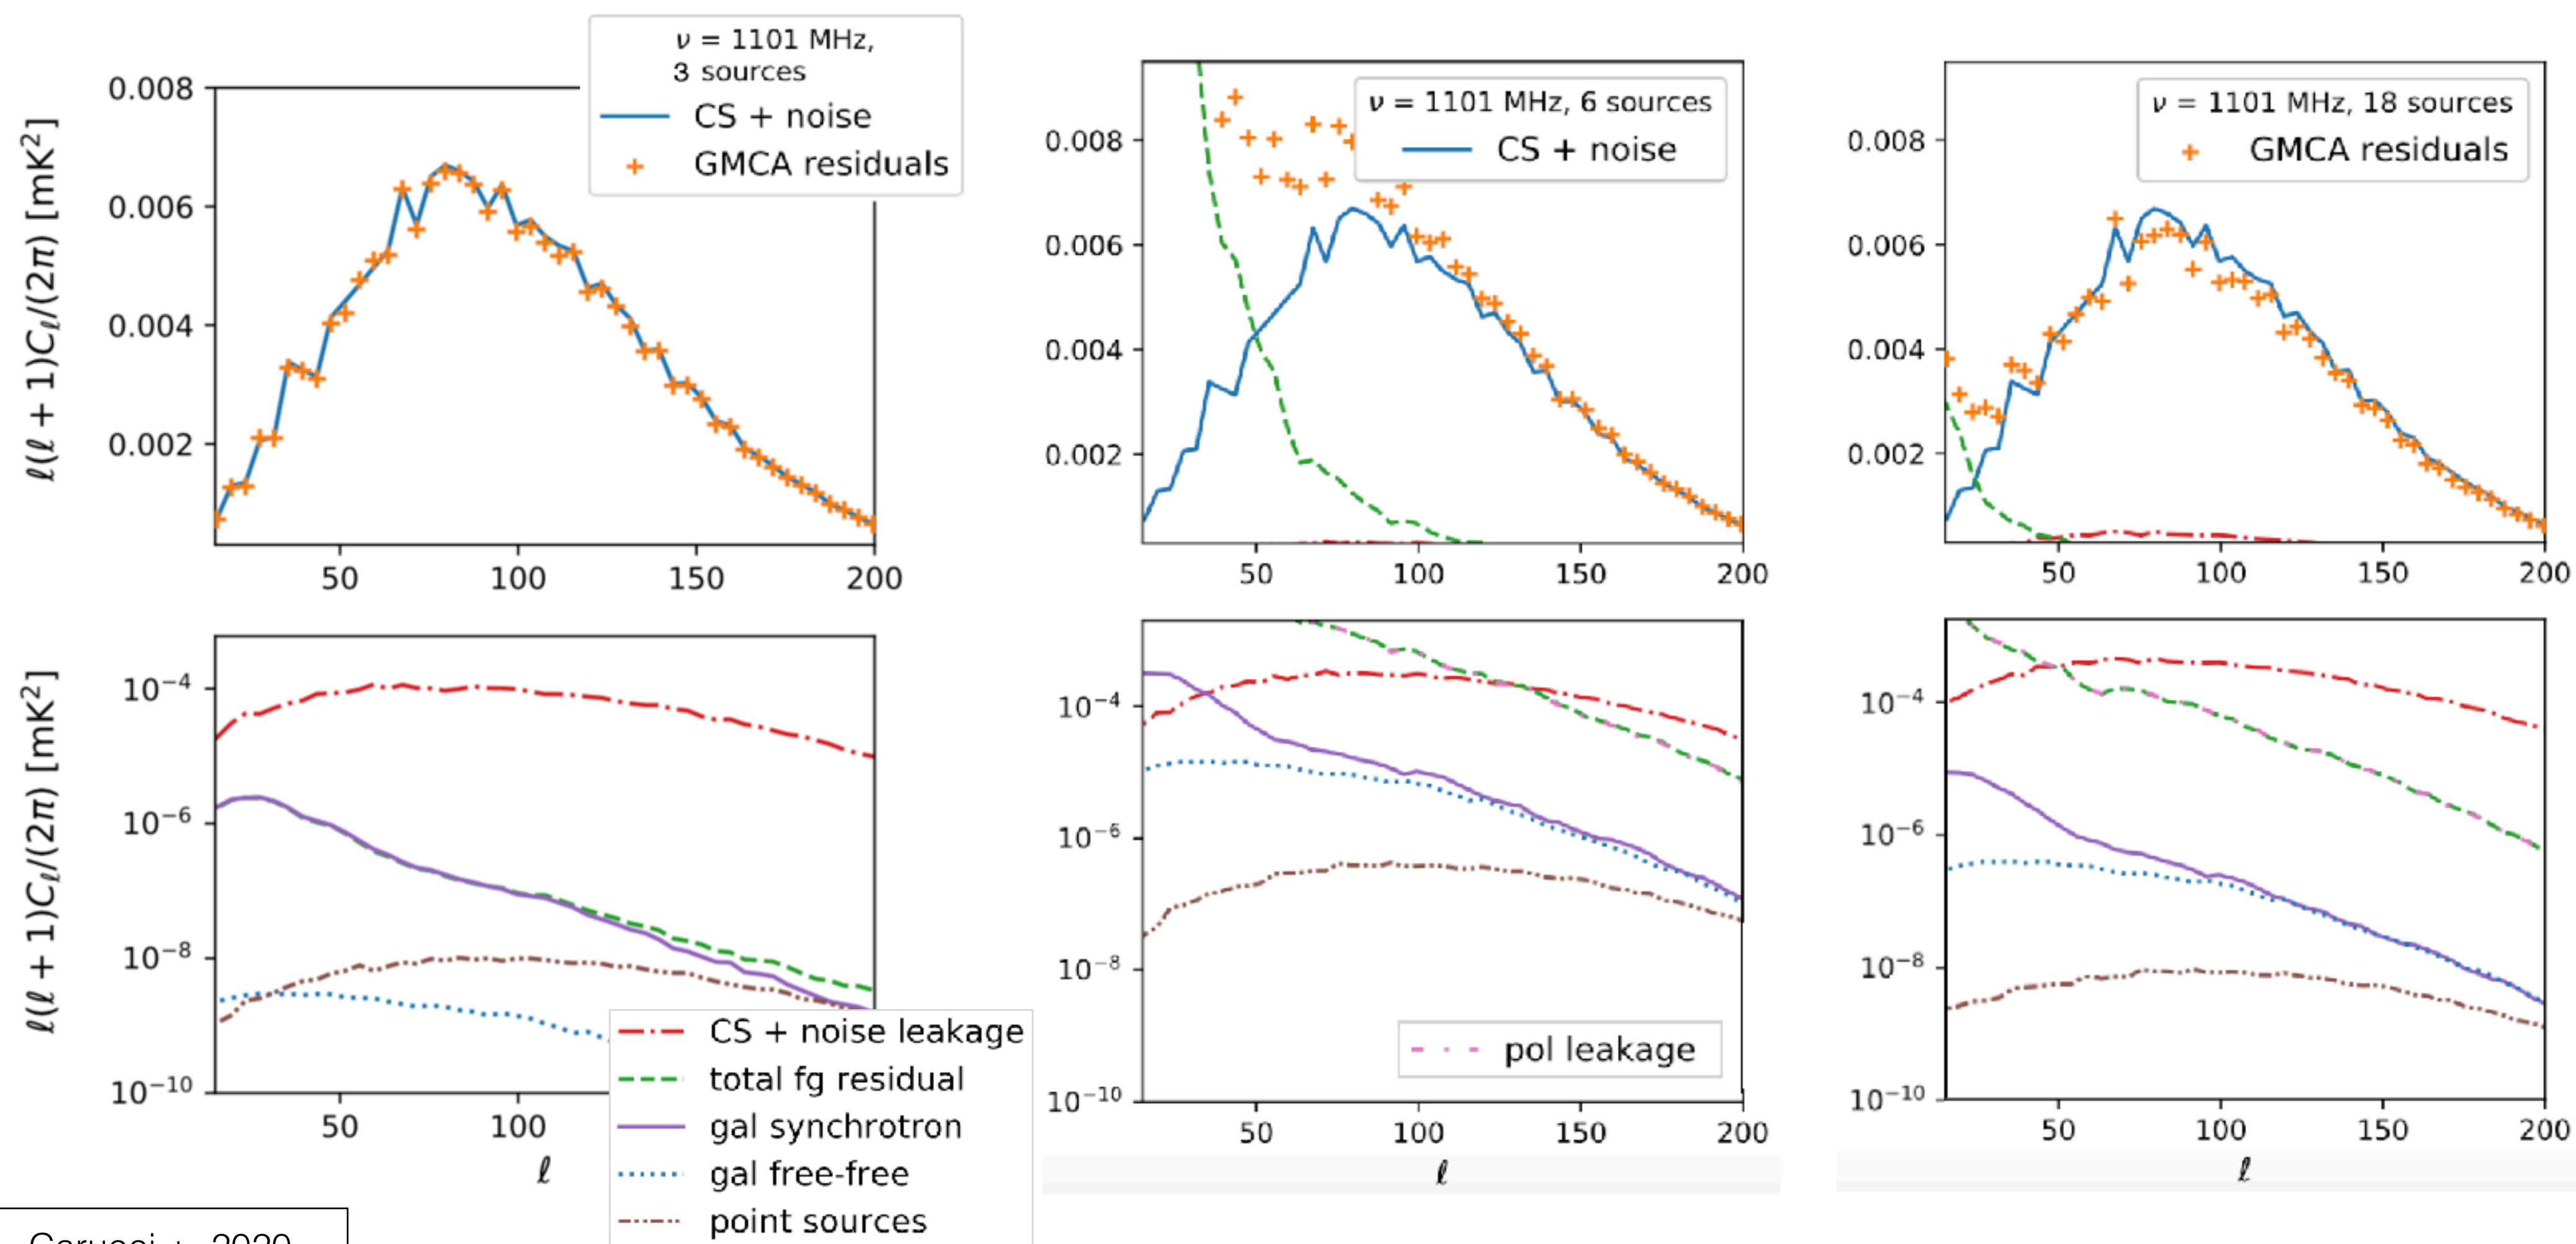 ν = 1101 MHz,
3 sources
CS + noise
GMCA residuals
ℓ(ℓ + 1)Cℓ/(2π) [mK²]
0.008
0.006
0.004
0.002
50 100 150 200
ν = 1101 MHz, 6 sources
CS + noise
0.008
0.006
0.004
0.002
50 100 150 200
ν = 1101 MHz, 18 sources
GMCA residuals
0.008
0.006
0.004
0.002
50 100 150 200
ℓ(ℓ + 1)Cℓ/(2π) [mK²]
10⁻⁴
10⁻⁶
10⁻⁸
10⁻¹⁰
50 100
ℓ
CS + noise leakage
total fg residual
gal synchrotron
gal free-free
point sources
10⁻⁴
10⁻⁶
10⁻⁸
10⁻¹⁰
pol leakage
50 100 150 200
ℓ
10⁻⁴
10⁻⁶
10⁻⁸
10⁻¹⁰
50 100 150 200
ℓ
2020